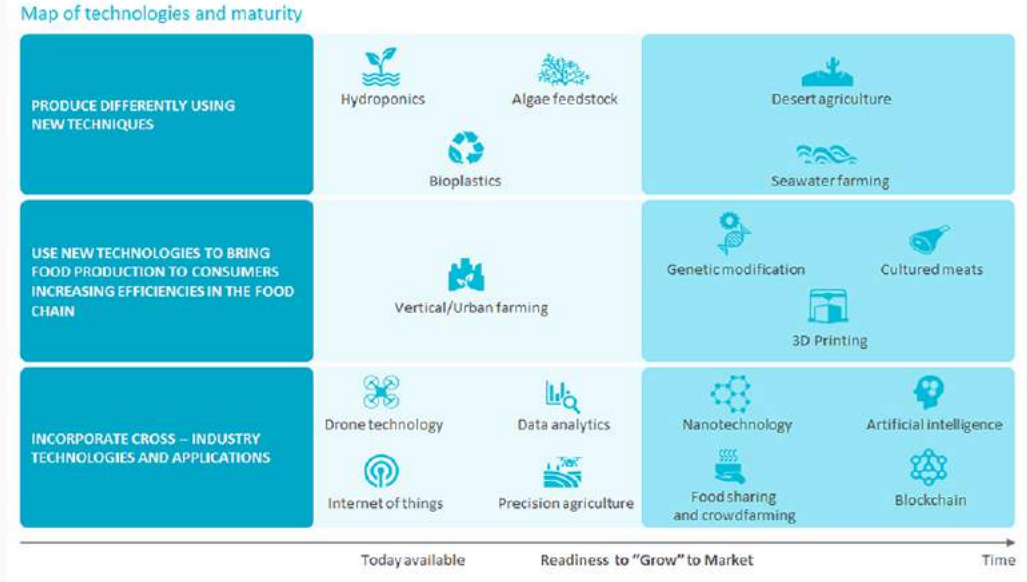 Map of technologies and maturity
PRODUCE DIFFERENTLY USING
NEW TECHNIQUES
Hydroponics
Algae feedstock
Desert agriculture
Bioplastics
Seawater farming
USE NEW TECHNOLOGIES TO BRING
FOOD PRODUCTION TO CONSUMERS
INCREASING EFFICIENCIES IN THE FOOD
CHAIN
Vertical/Urban farming
Genetic modification
Cultured meats
3D Printing
INCORPORATE CROSS – INDUSTRY
TECHNOLOGIES AND APPLICATIONS
Drone technology
Data analytics
Nanotechnology
Artificial intelligence
Internet of things
Precision agriculture
Food sharing
and crowdfarming
Blockchain
Today available
Readiness to "Grow" to Market
Time